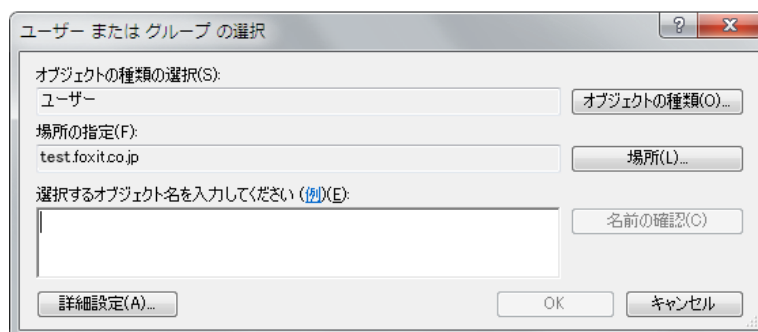 ユーザー または グループ の選択
オブジェクトの種類の選択(S):
ユーザー
オブジェクトの種類(O)...
場所の指定(F):
test.foxit.co.jp
場所(L)...
選択するオブジェクト名を入力してください (例)(E):
名前の確認(C)
詳細設定(A)...
OK
キャンセル